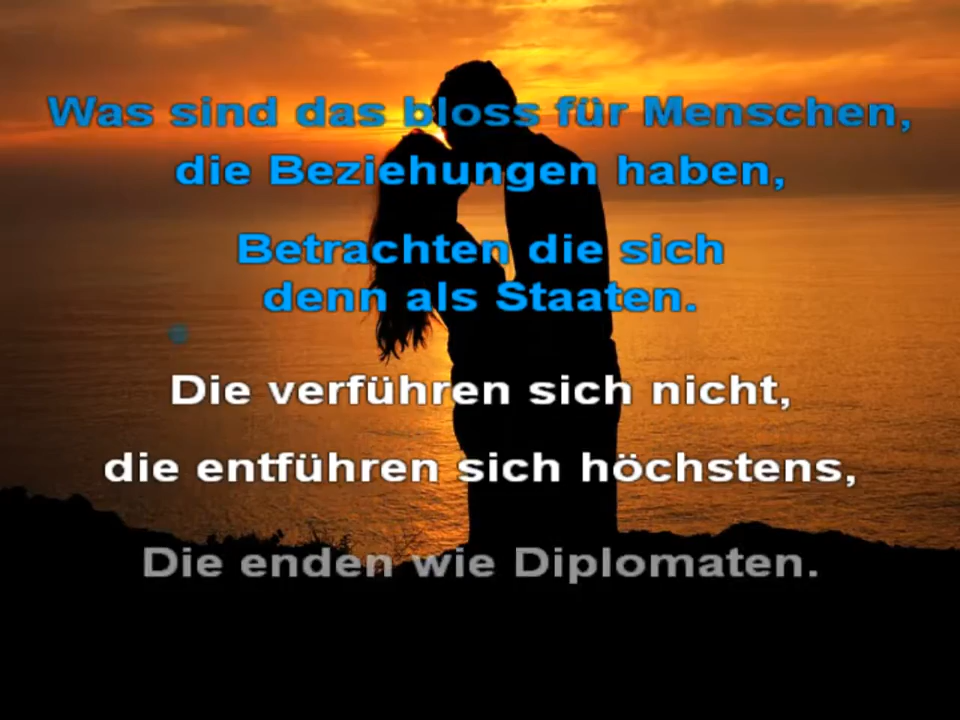 Was sind das bloss für Menschen,
die Beziehungen haben,
Betrachten die sich
denn als Staaten.
Die verführen sich nicht,
die entführen sich höchstens,
Die enden wie Diplomaten.